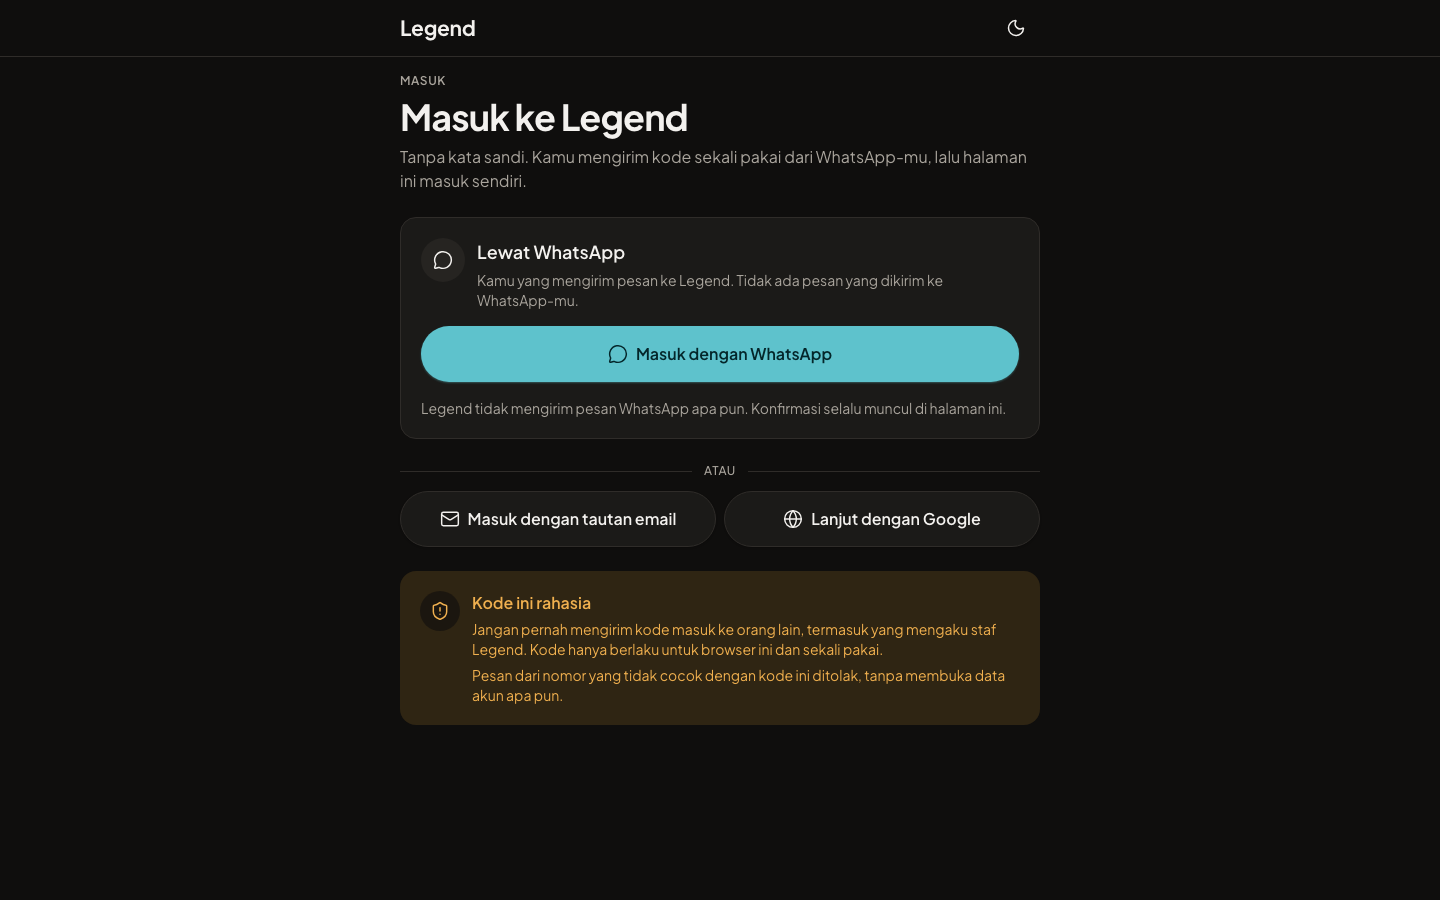 Legend
MASUK
Masuk ke Legend
Tanpa kata sandi. Kamu mengirim kode sekali pakai dari WhatsApp-mu, lalu halaman
ini masuk sendiri.
Lewat WhatsApp
Kamu yang mengirim pesan ke Legend. Tidak ada pesan yang dikirim ke
WhatsApp-mu.
Masuk dengan WhatsApp
Legend tidak mengirim pesan WhatsApp apa pun. Konfirmasi selalu muncul di halaman ini.
ATAU
Masuk dengan tautan email
Lanjut dengan Google
Kode ini rahasia
Jangan pernah mengirim kode masuk ke orang lain, termasuk yang mengaku staf
Legend. Kode hanya berlaku untuk browser ini dan sekali pakai.
Pesan dari nomor yang tidak cocok dengan kode ini ditolak, tanpa membuka data
akun apa pun.